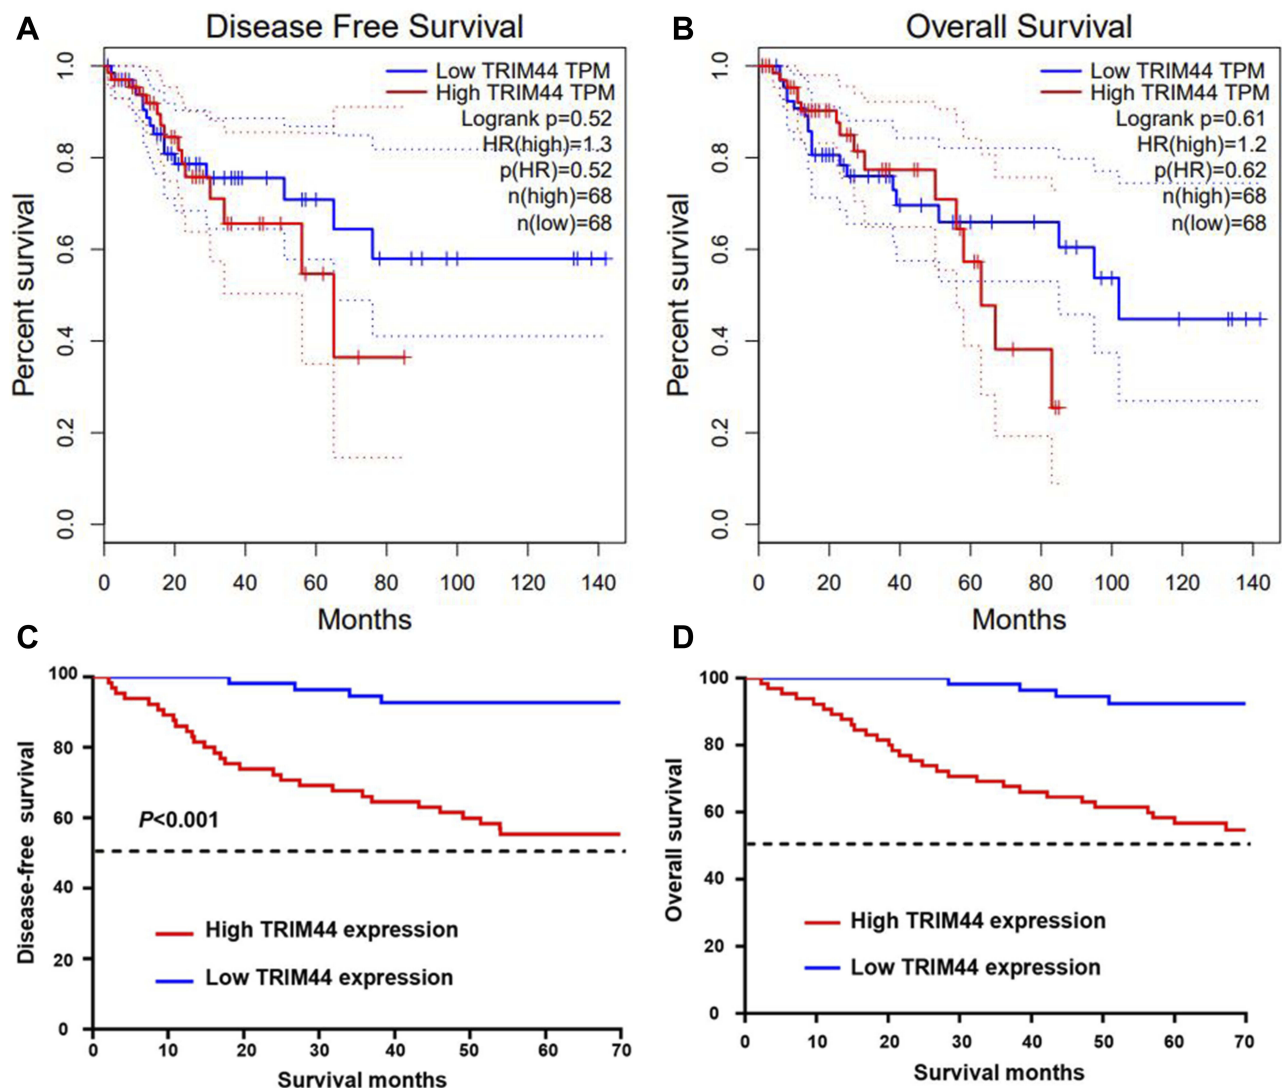 A
Disease Free Survival
Percent survival
1.0
0.8
0.6
0.4
0.2
0.0
Low TRIM44 TPM
High TRIM44 TPM
Logrank p=0.52
HR(high)=1.3
p(HR)=0.52
n(high)=68
n(low)=68
0 20 40 60 80 100 120 140
Months
B
Overall Survival
Percent survival
1.0
0.8
0.6
0.4
0.2
0.0
Low TRIM44 TPM
High TRIM44 TPM
Logrank p=0.61
HR(high)=1.2
p(HR)=0.62
n(high)=68
n(low)=68
0 20 40 60 80 100 120 140
Months
C
Disease-free survival
100
80
60
40
20
0
P<0.001
High TRIM44 expression
Low TRIM44 expression
0 10 20 30 40 50 60 70
Survival months
D
Overall survival
100
80
60
40
20
0
High TRIM44 expression
Low TRIM44 expression
0 10 20 30 40 50 60 70
Survival months